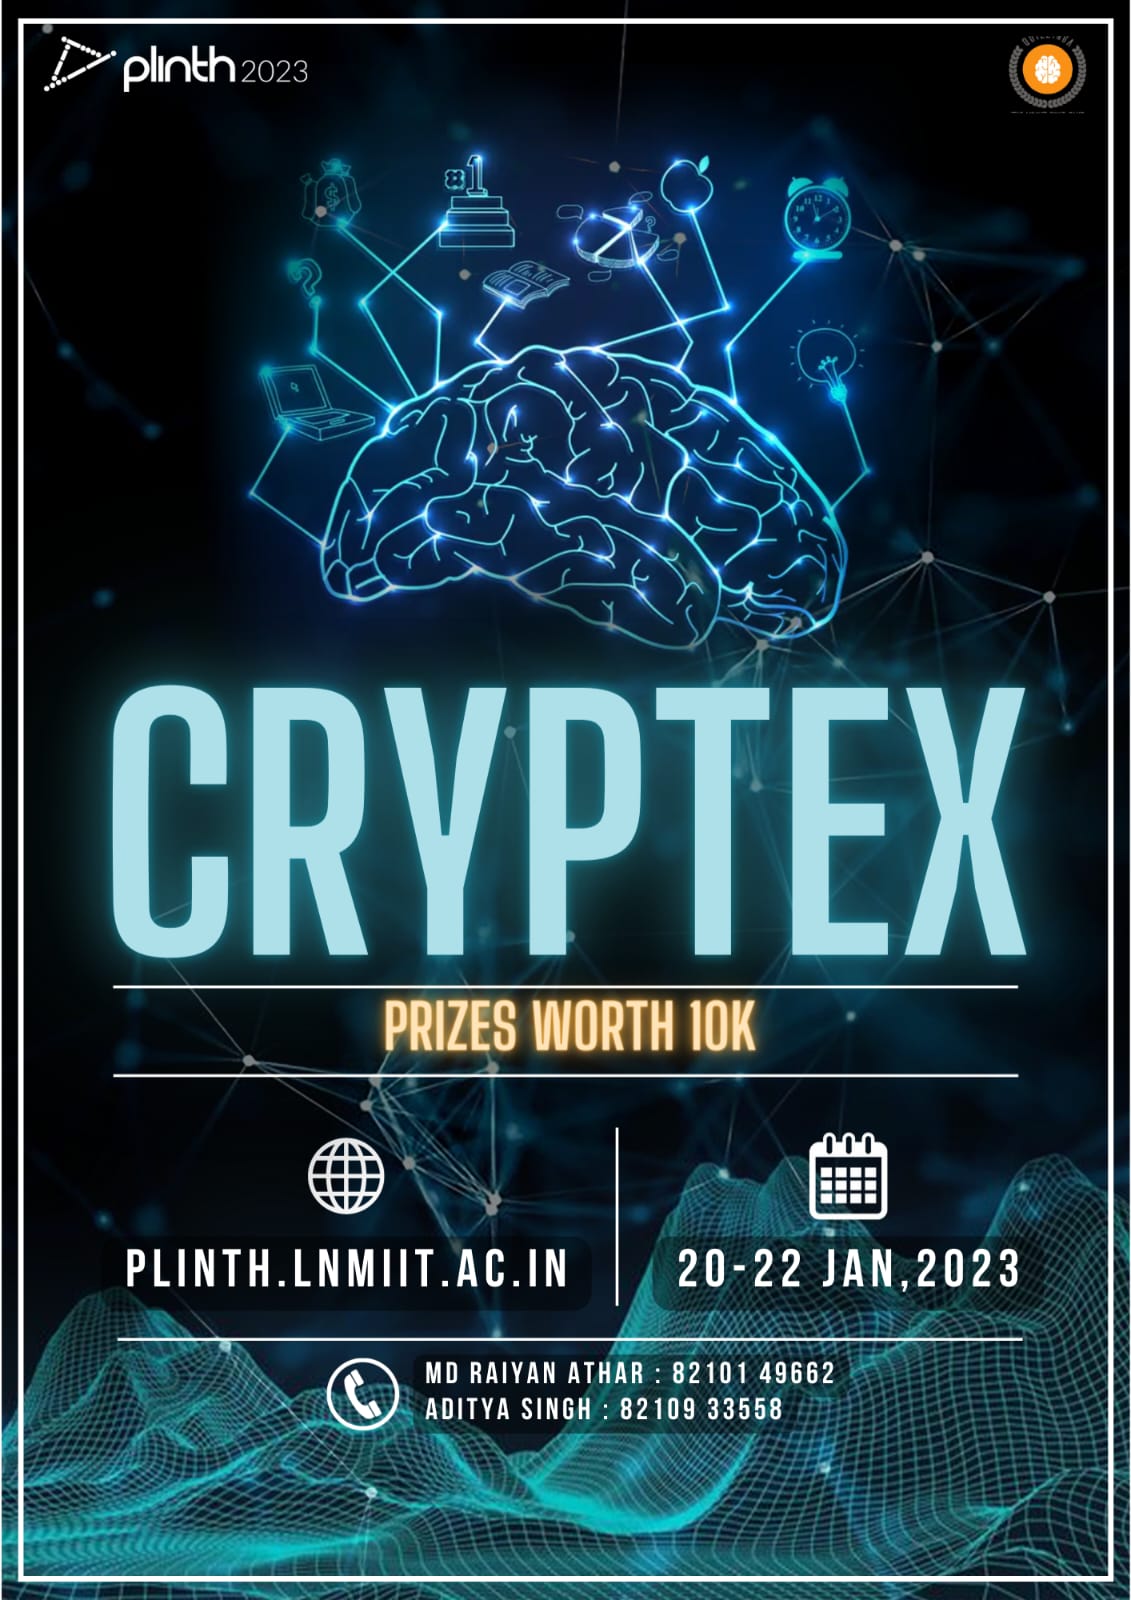 plinth 2023
#1
CRYPTEX
PRIZES WORTH 10K
PLINTH.LNMIIT.AC.IN
20-22 JAN,2023
MD RAIYAN ATHAR : 82101 49662
ADITYA SINGH : 82109 33558